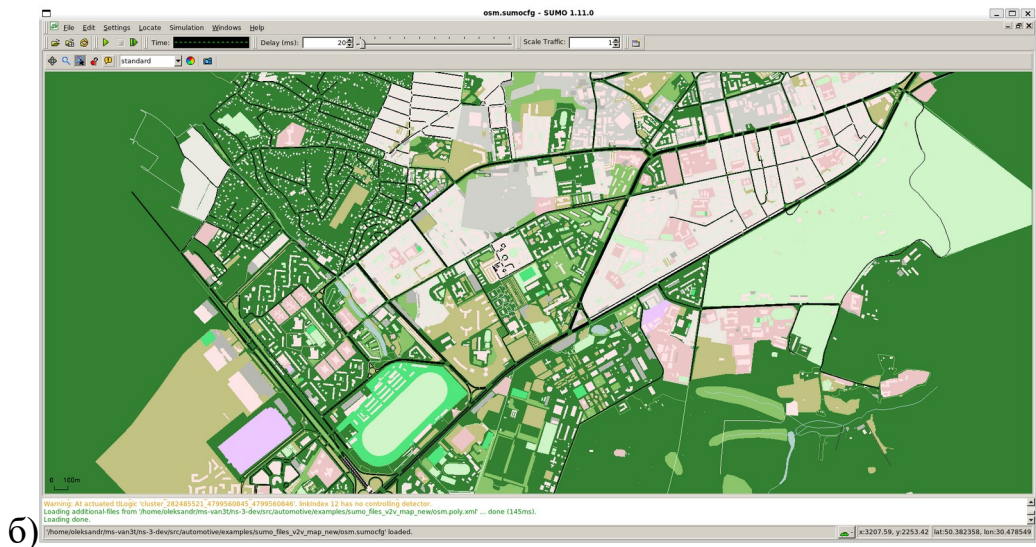 osm.sumocfg - SUMO 1.11.0
File Edit Settings Locate Simulation Windows Help
Time: Delay (ms): 20 Scale Traffic: 1
standard
0 100m
Warning: At actuated tlLogic 'cluster_282485521_4799560845_4799560846', linkIndex 12 has no controlling detector.
Loading additional-files from '/home/oleksandr/ms-van3t/ns-3-dev/src/automotive/examples/sumo_files_v2v_map_new/osm.poly.xml' ... done (145ms).
Loading done.
'/home/oleksandr/ms-van3t/ns-3-dev/src/automotive/examples/sumo_files_v2v_map_new/osm.sumocfg' loaded.
x:3207.59, y:2253.42 lat:50.382358, lon:30.478549
б)